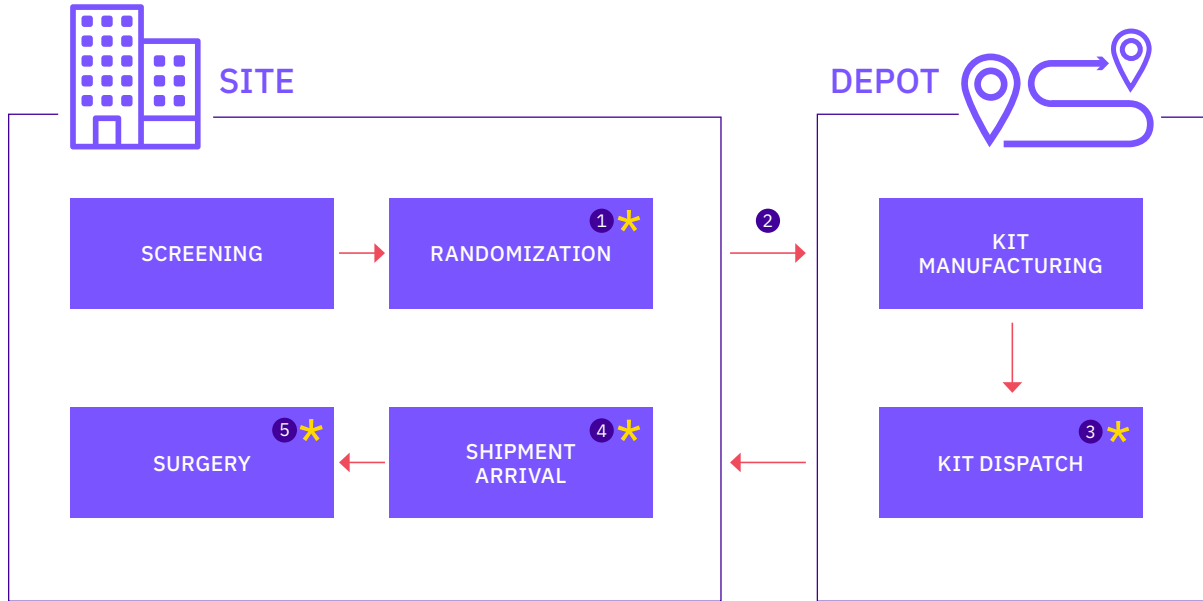 SITE
DEPOT
SCREENING
1 *
RANDOMIZATION
2
KIT
MANUFACTURING
5 *
SURGERY
4 *
SHIPMENT
ARRIVAL
3 *
KIT DISPATCH